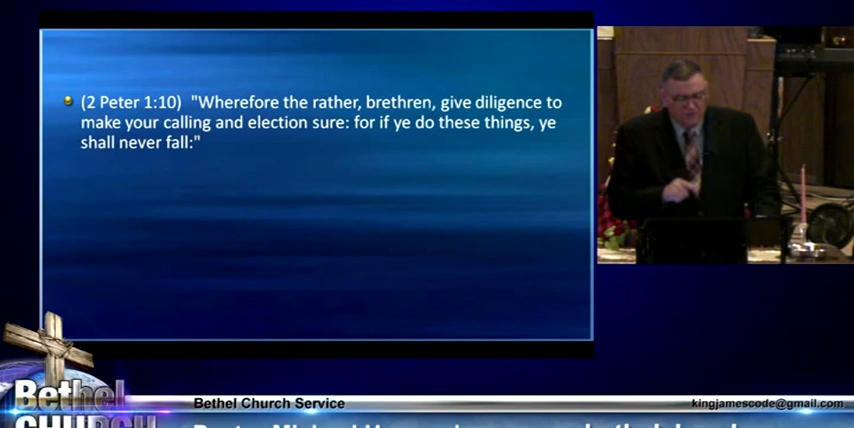 (2 Peter 1:10) "Wherefore the rather, brethren, give diligence to
make your calling and election sure: for if ye do these things, ye
shall never fall:"
Bethel
CHURCH
Bethel Church Service
kingjamescode@gmail.com